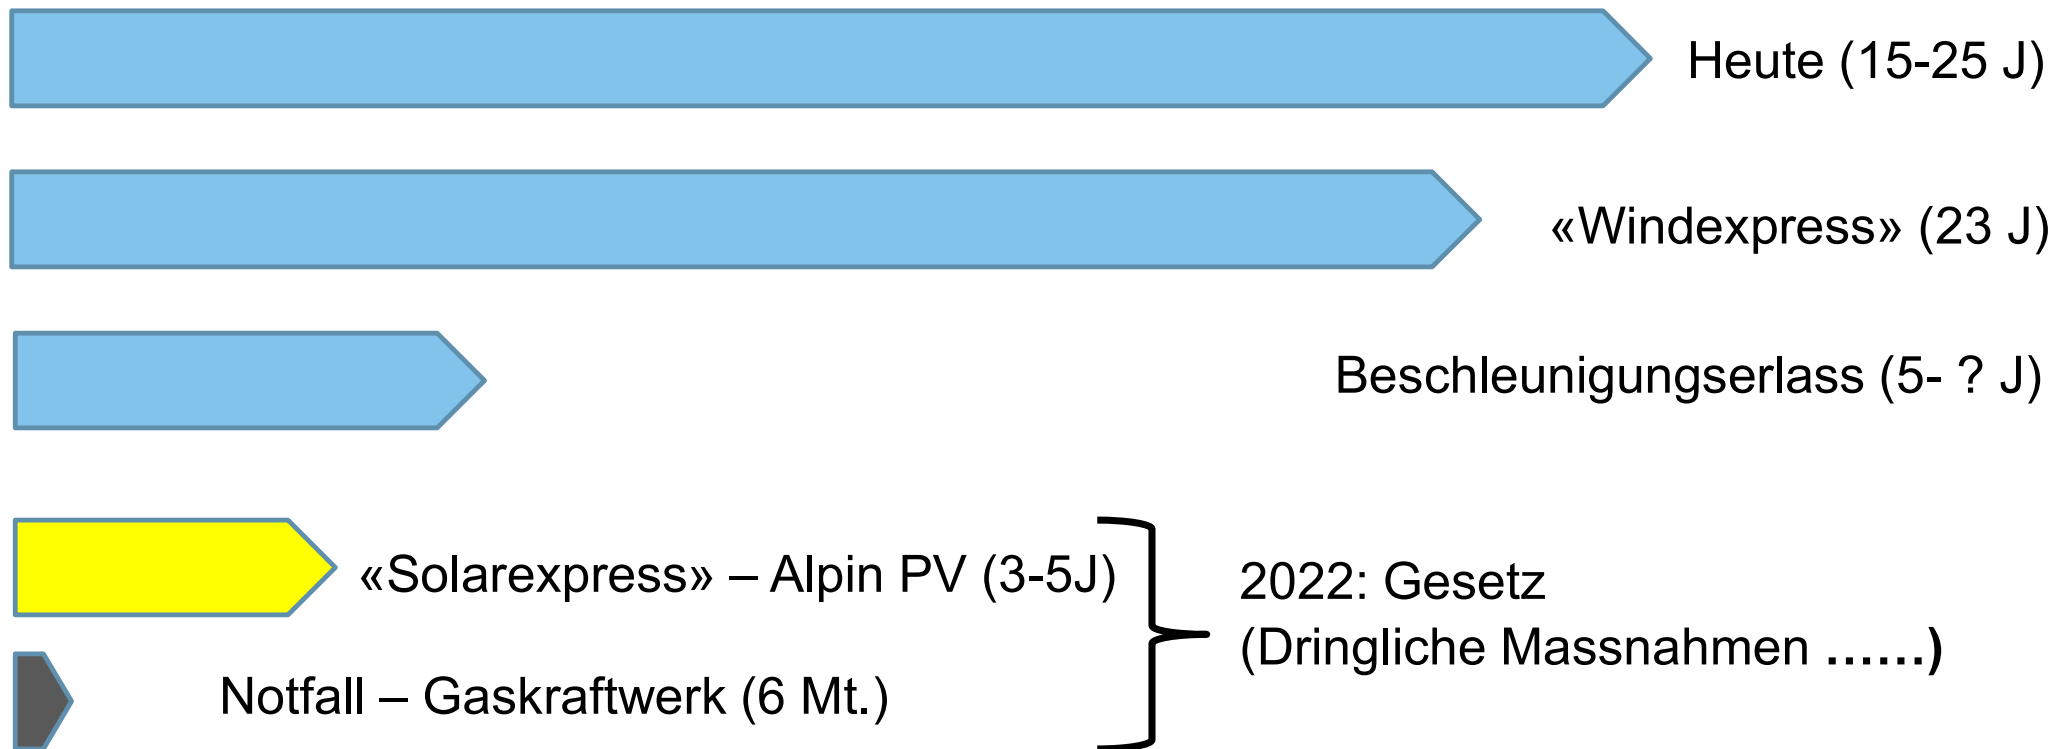 Heute (15-25 J)
«Windexpress» (23 J)
Beschleunigungserlass (5- ? J)
«Solarexpress» – Alpin PV (3-5J)
2022: Gesetz
(Dringliche Massnahmen ……)
Notfall – Gaskraftwerk (6 Mt.)